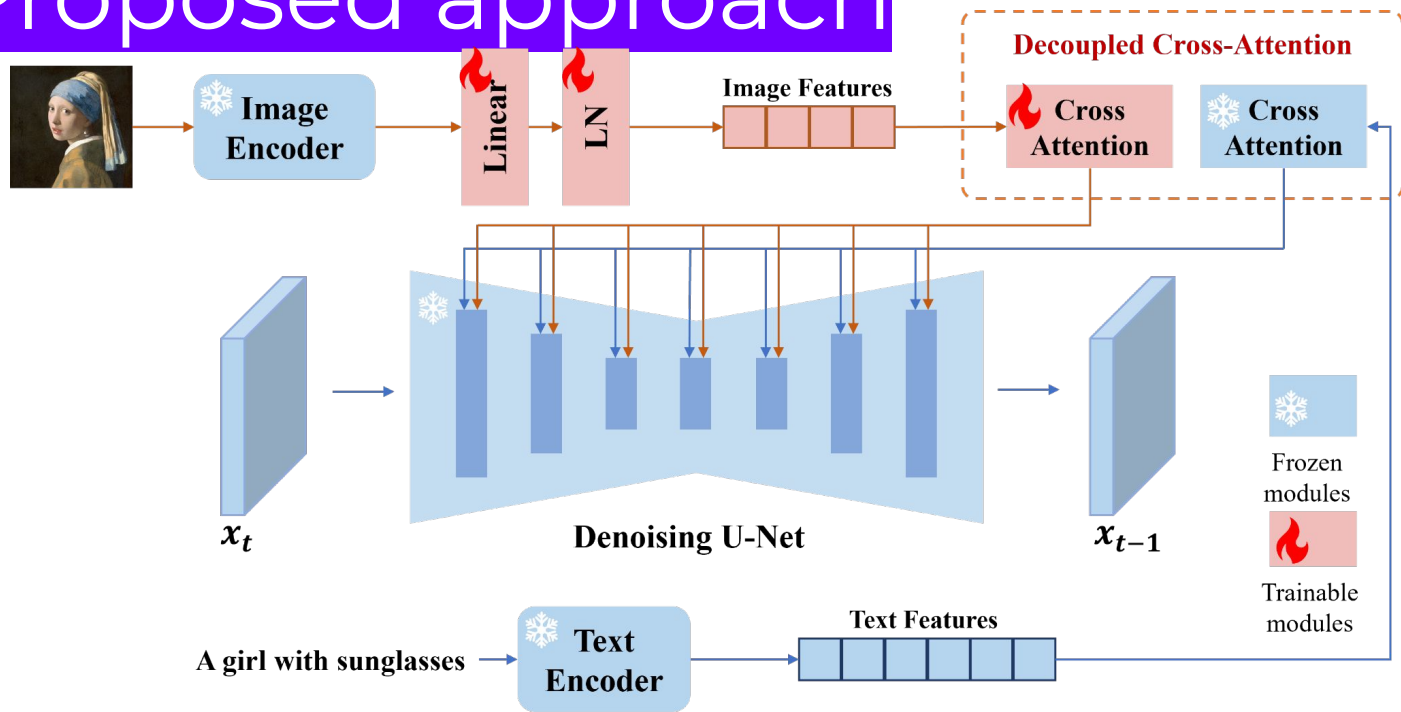 Proposed approach
Decoupled Cross-Attention
Image
Encoder
Linear
LN
Image Features
Cross
Attention
Cross
Attention
x_t
Denoising U-Net
x_{t−1}
Frozen
modules
Trainable
modules
A girl with sunglasses
Text
Encoder
Text Features